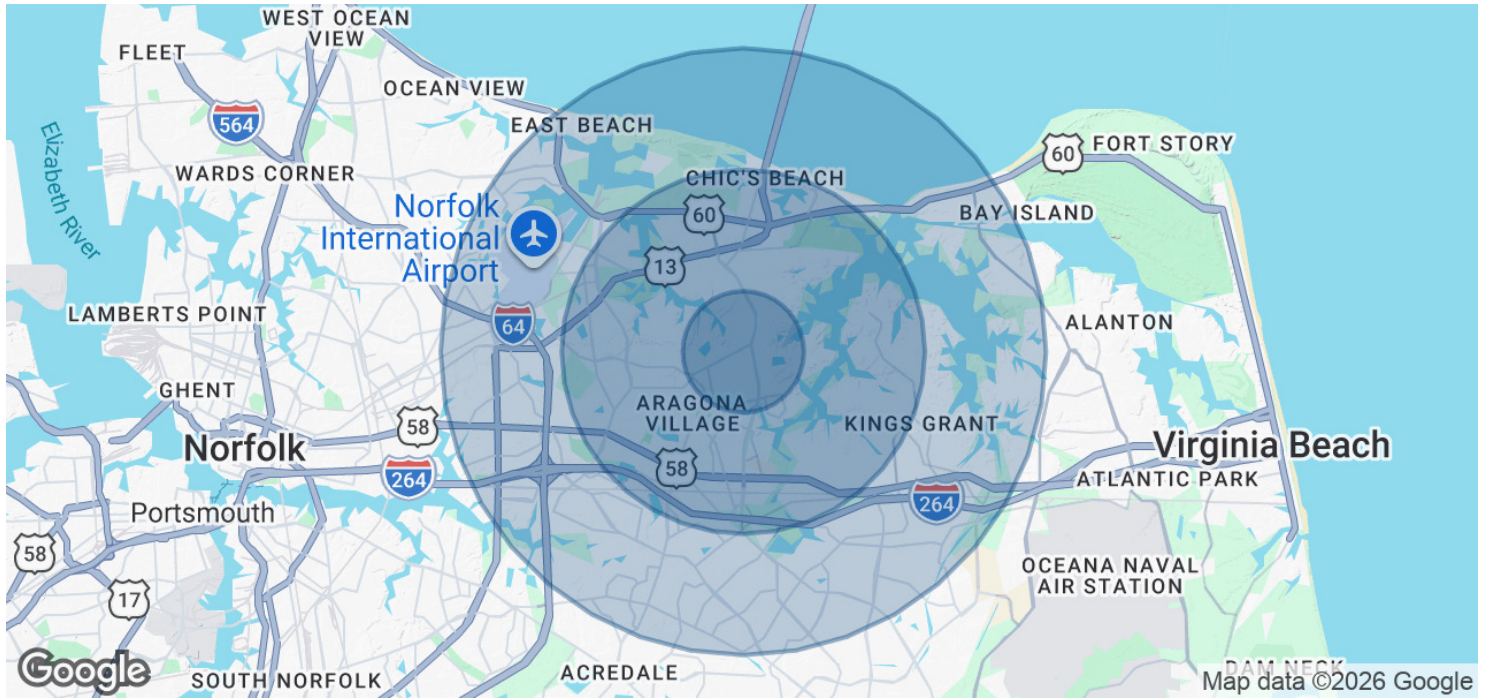 WEST OCEAN
VIEW
FLEET
OCEAN VIEW
564
EAST BEACH
Elizabeth River
60
FORT STORY
WARDS CORNER
CHIC'S BEACH
Norfolk
International
Airport
60
BAY ISLAND
13
LAMBERTS POINT
64
ALANTON
GHENT
ARAGONA
VILLAGE
58
KINGS GRANT
Norfolk
Virginia Beach
264
58
ATLANTIC PARK
264
Portsmouth
58
OCEANA NAVAL
AIR STATION
17
Google
SOUTH NORFOLK
ACREDALE
DAM NECK
Map data ©2026 Google